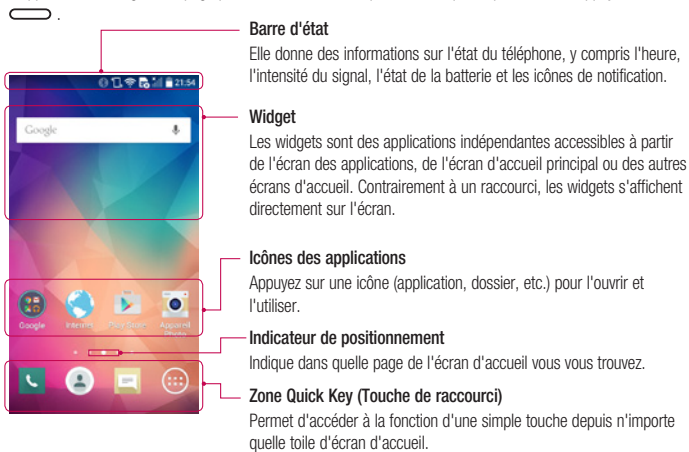 .
Barre d'état
Elle donne des informations sur l'état du téléphone, y compris l'heure,
l'intensité du signal, l'état de la batterie et les icônes de notification.
21:54
Widget
Google
Les widgets sont des applications indépendantes accessibles à partir
de l'écran des applications, de l'écran d'accueil principal ou des autres
écrans d'accueil. Contrairement à un raccourci, les widgets s'affichent
directement sur l'écran.
Icônes des applications
Appuyez sur une icône (application, dossier, etc.) pour l'ouvrir et
l'utiliser.
Google Internet Play Store Appareil
Photo
Indicateur de positionnement
Indique dans quelle page de l'écran d'accueil vous vous trouvez.
Zone Quick Key (Touche de raccourci)
Permet d'accéder à la fonction d'une simple touche depuis n'importe
quelle toile d'écran d'accueil.